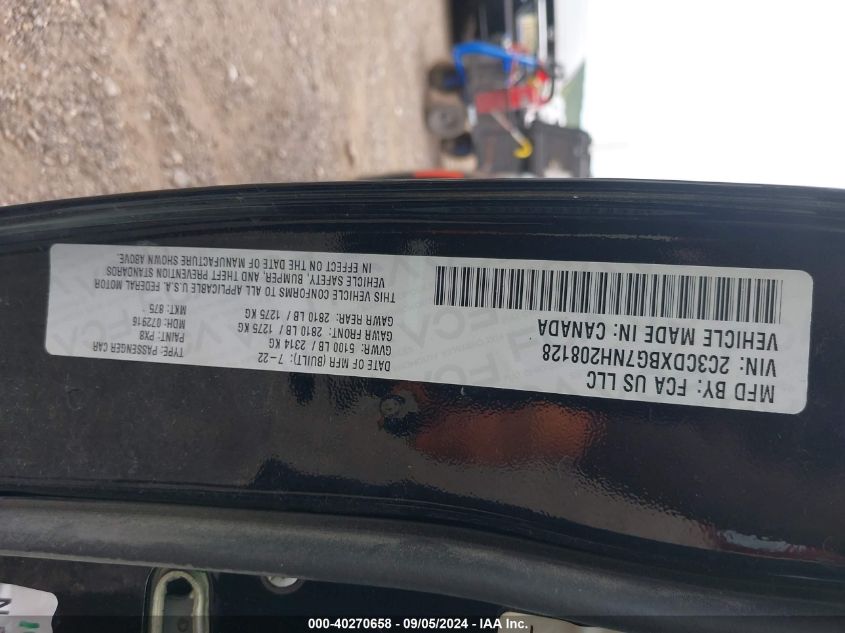 MFD BY: FCA US LLC
VIN: 2C3CDXBG7NH208128
VEHICLE MADE IN: CANADA
DATE OF MFR (BUILT): 7-22
GVWR: 5100 LB / 2314 KG
GAWR FRONT: 2810 LB / 1275 KG
GAWR REAR: 2810 LB / 1275 KG
TYPE: PASSENGER CAR
PAINT: PX8
MDH: 072916
MKT: 875
THIS VEHICLE CONFORMS TO ALL APPLICABLE U.S.A. FEDERAL MOTOR
VEHICLE SAFETY, BUMPER, AND THEFT PREVENTION STANDARDS
IN EFFECT ON THE DATE OF MANUFACTURE SHOWN ABOVE.
000-40270658 - 09/05/2024 - IAA Inc.